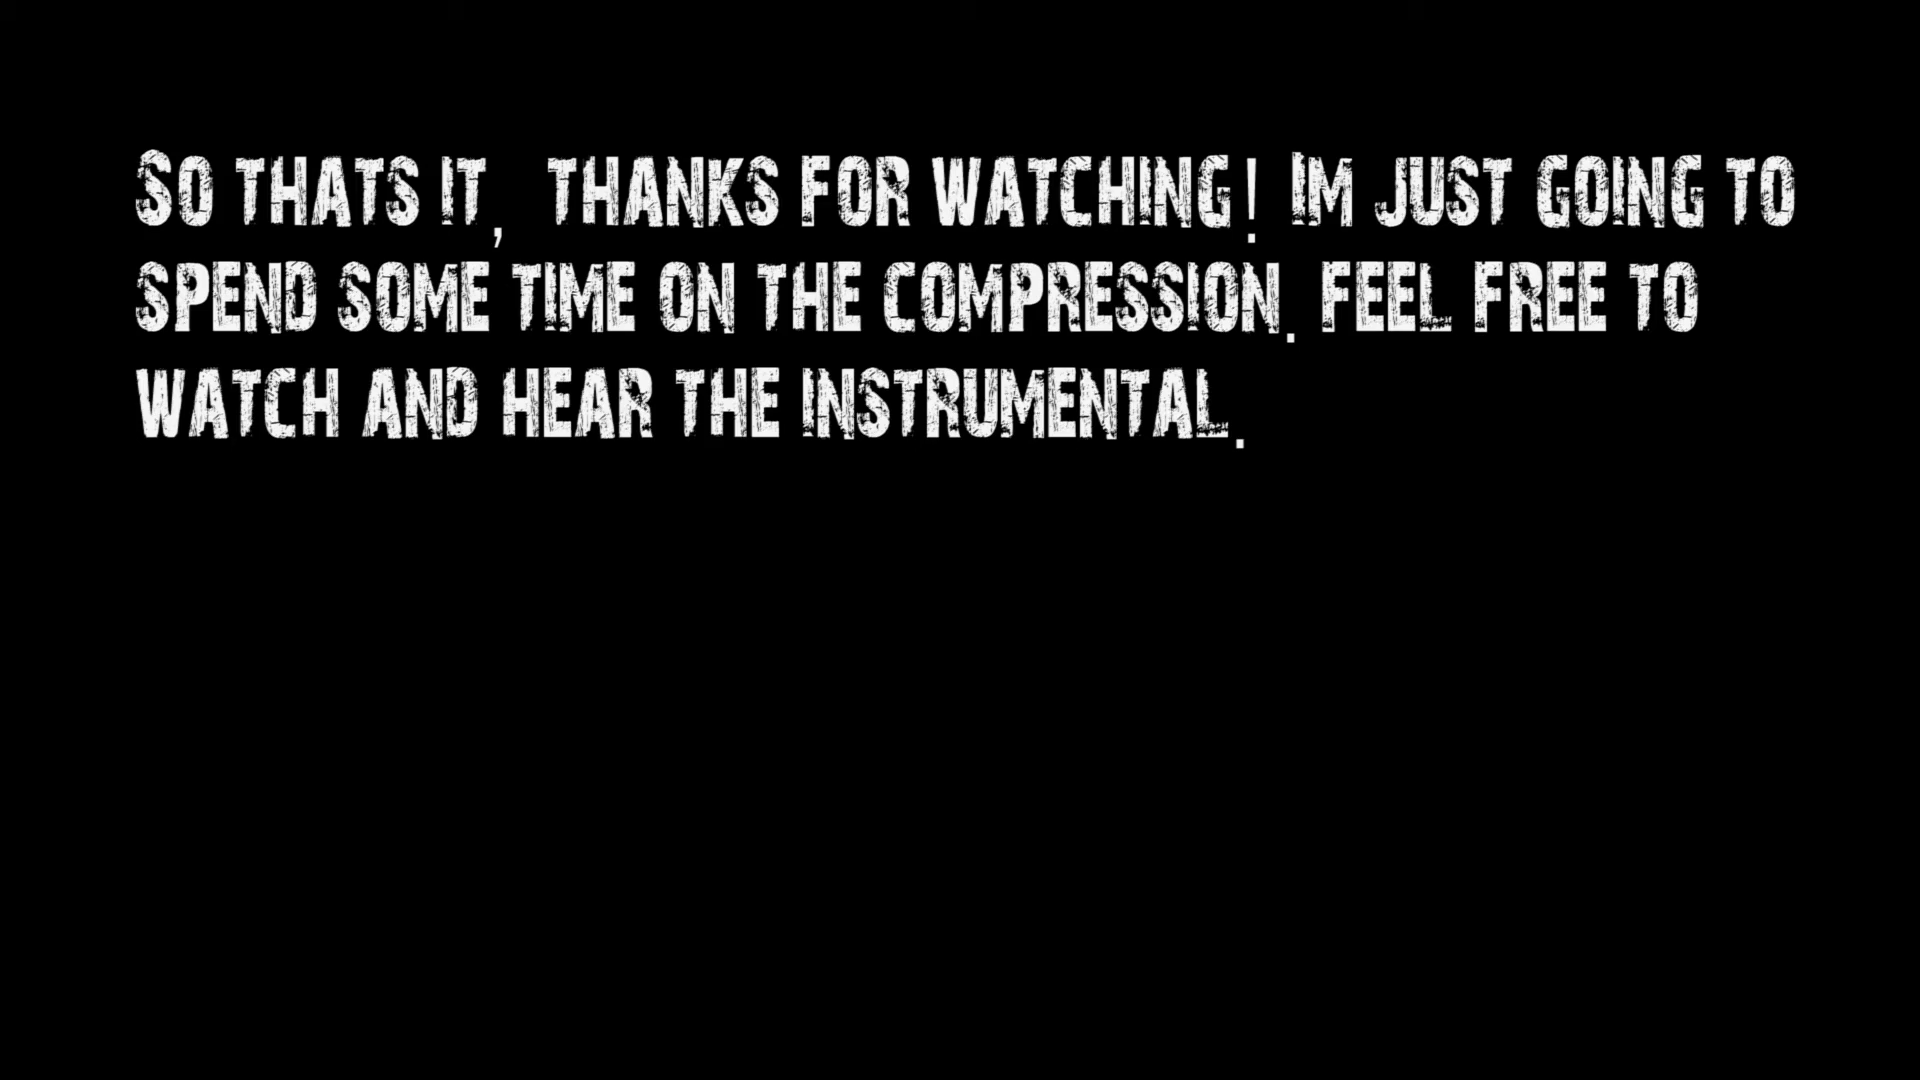 So thats it, thanks for watching! Im just going to
spend some time on the compression. Feel free to
watch and hear the instrumental.